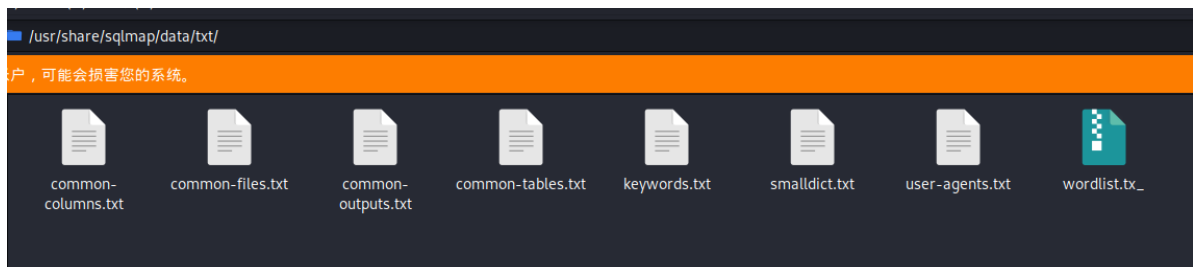 /usr/share/sqlmap/data/txt/
户，可能会损害您的系统。
common-
columns.txt
common-files.txt
common-
outputs.txt
common-tables.txt
keywords.txt
smalldict.txt
user-agents.txt
wordlist.tx_